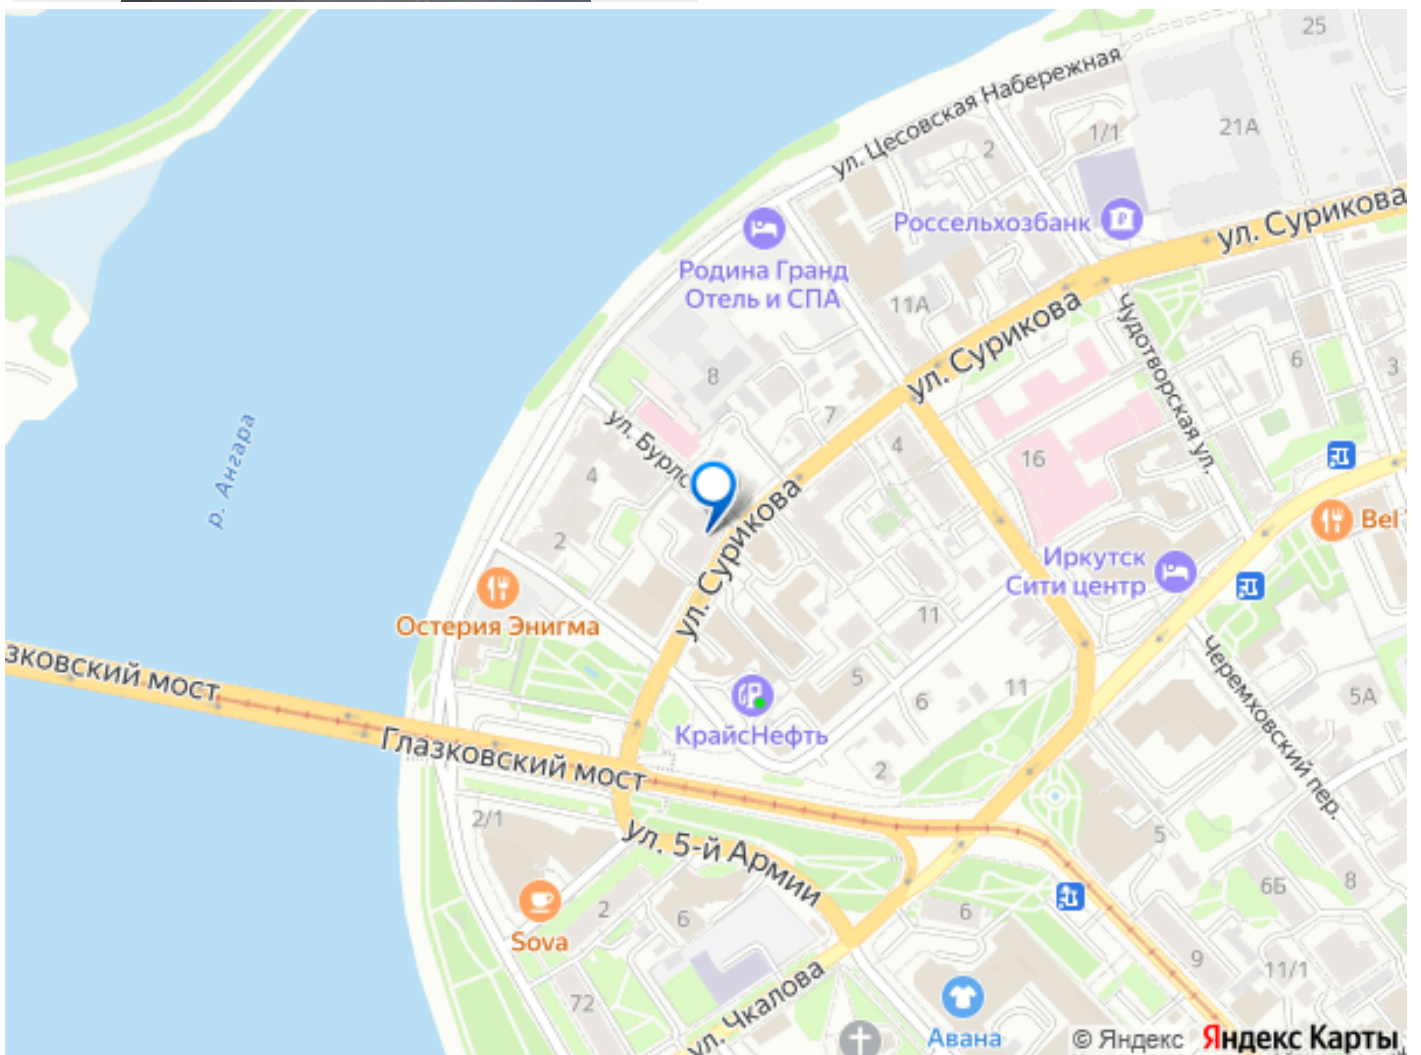 25
ул. Цесовская Набережная
1/1
21А
2
ул. Сурикова
Россельхозбанк
Родина Гранд
Отель и СПА
11А
ул. Сурикова
Чудотворская ул.
6
3
8
7
ул. Бурло
4
4
16
р. Ангара
ул. Сурикова
2
Bel
Иркутск
Сити центр
Остерия Энигма
11
Черемховский пер.
зковский мост
5
6
11
5А
КрайсНефть
Глазковский мост
2
2/1
ул. 5-й Армии
5
6Б
8
2
6
6
Sova
9
11/1
72
ул. Чкалова
Авана
© Яндекс
Яндекс Карты